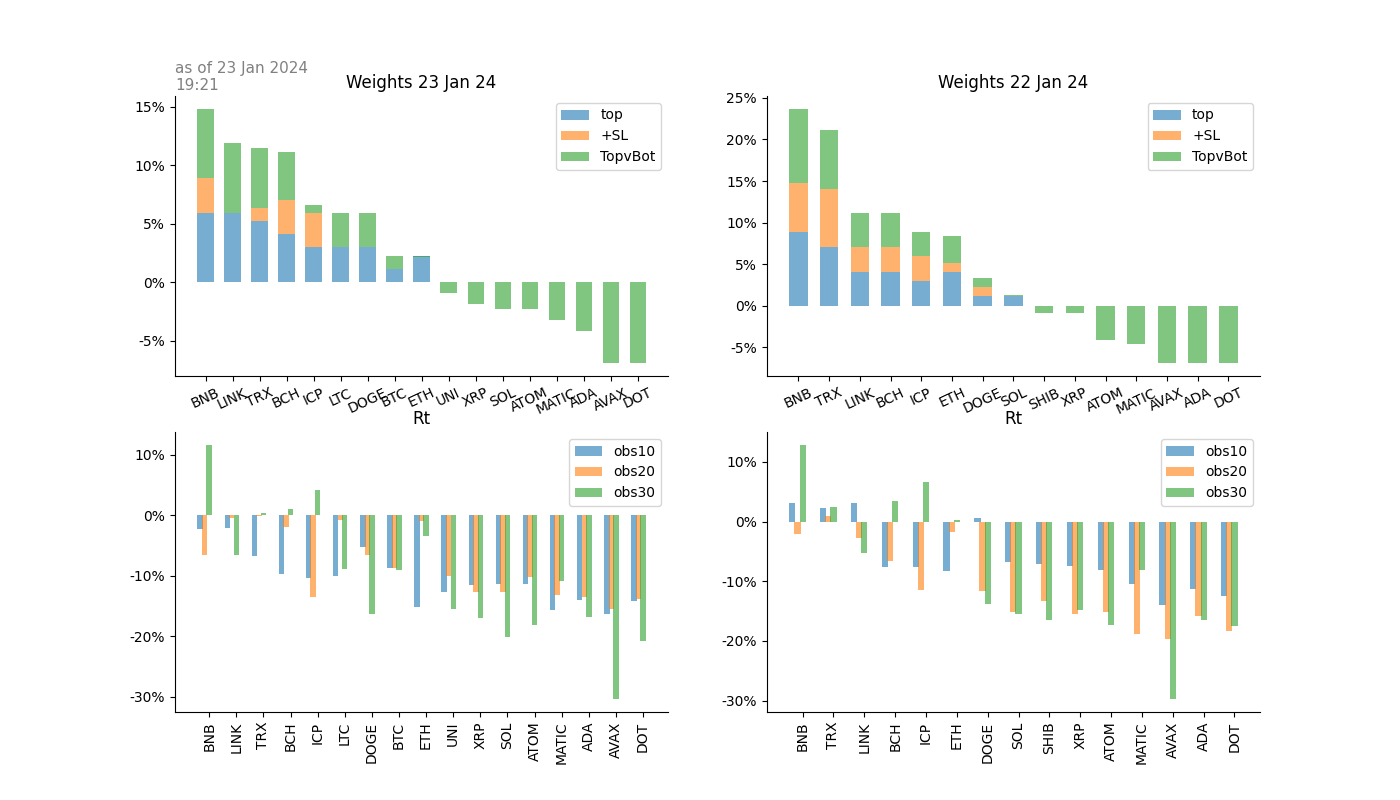 as of 23 Jan 2024
19:21
Weights 23 Jan 24
15%
10%
5%
0%
-5%
top
+SL
TopvBot
BNB LINK TRX BCH ICP LTC DOGE BTC ETH UNI XRP SOL ATOM MATIC ADA AVAX DOT
Weights 22 Jan 24
25%
20%
15%
10%
5%
0%
-5%
top
+SL
TopvBot
BNB TRX LINK BCH ICP ETH DOGE SOL SHIB XRP ATOM MATIC AVAX ADA DOT
Rt
10%
0%
-10%
-20%
-30%
obs10
obs20
obs30
BNB LINK TRX BCH ICP LTC DOGE BTC ETH UNI XRP SOL ATOM MATIC ADA AVAX DOT
Rt
10%
0%
-10%
-20%
-30%
obs10
obs20
obs30
BNB TRX LINK BCH ICP ETH DOGE SOL SHIB XRP ATOM MATIC AVAX ADA DOT